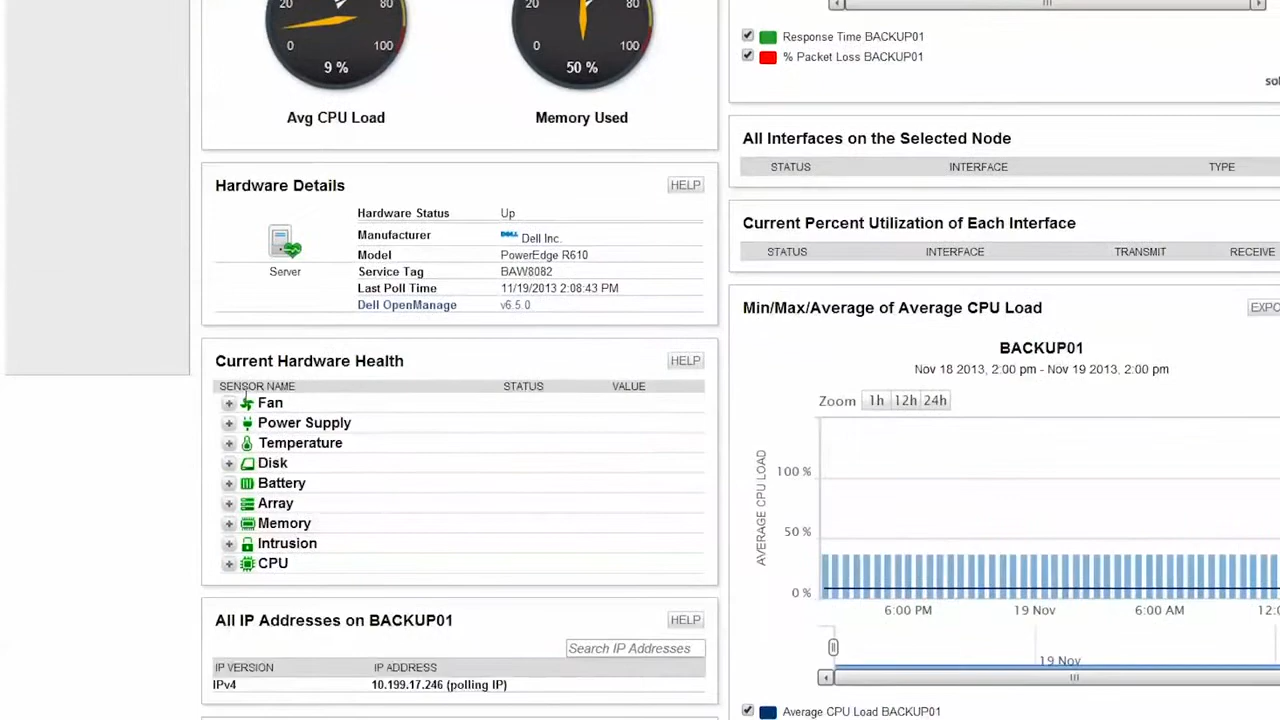 20 80
0 100
9 %
Avg CPU Load
20 80
0 100
50 %
Memory Used
Hardware Details HELP
Server
Hardware Status Up
Manufacturer DELL Dell Inc.
Model PowerEdge R610
Service Tag BAW8082
Last Poll Time 11/19/2013 2:08:43 PM
Dell OpenManage v6.5.0
Current Hardware Health HELP
SENSOR NAME STATUS VALUE
Fan
Power Supply
Temperature
Disk
Battery
Array
Memory
Intrusion
CPU
All IP Addresses on BACKUP01 HELP
Search IP Addresses
IP VERSION IP ADDRESS
IPv4 10.199.17.246 (polling IP)
Response Time BACKUP01
% Packet Loss BACKUP01
All Interfaces on the Selected Node
STATUS INTERFACE TYPE
Current Percent Utilization of Each Interface
STATUS INTERFACE TRANSMIT RECEIVE
Min/Max/Average of Average CPU Load EXPO
BACKUP01
Nov 18 2013, 2:00 pm - Nov 19 2013, 2:00 pm
Zoom 1h 12h 24h
AVERAGE CPU LOAD
100 %
50 %
0 %
6:00 PM 19 Nov 6:00 AM
19 Nov
Average CPU Load BACKUP01